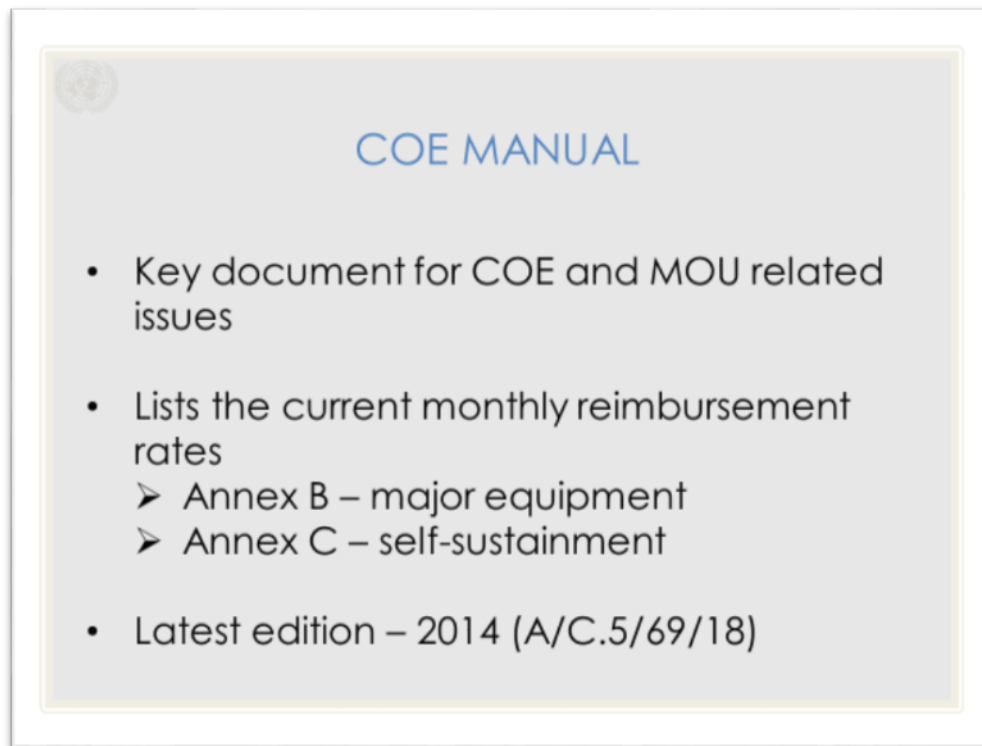 COE MANUAL
• Key document for COE and MOU related
issues
• Lists the current monthly reimbursement
rates
➢ Annex B – major equipment
➢ Annex C – self-sustainment
• Latest edition – 2014 (A/C.5/69/18)